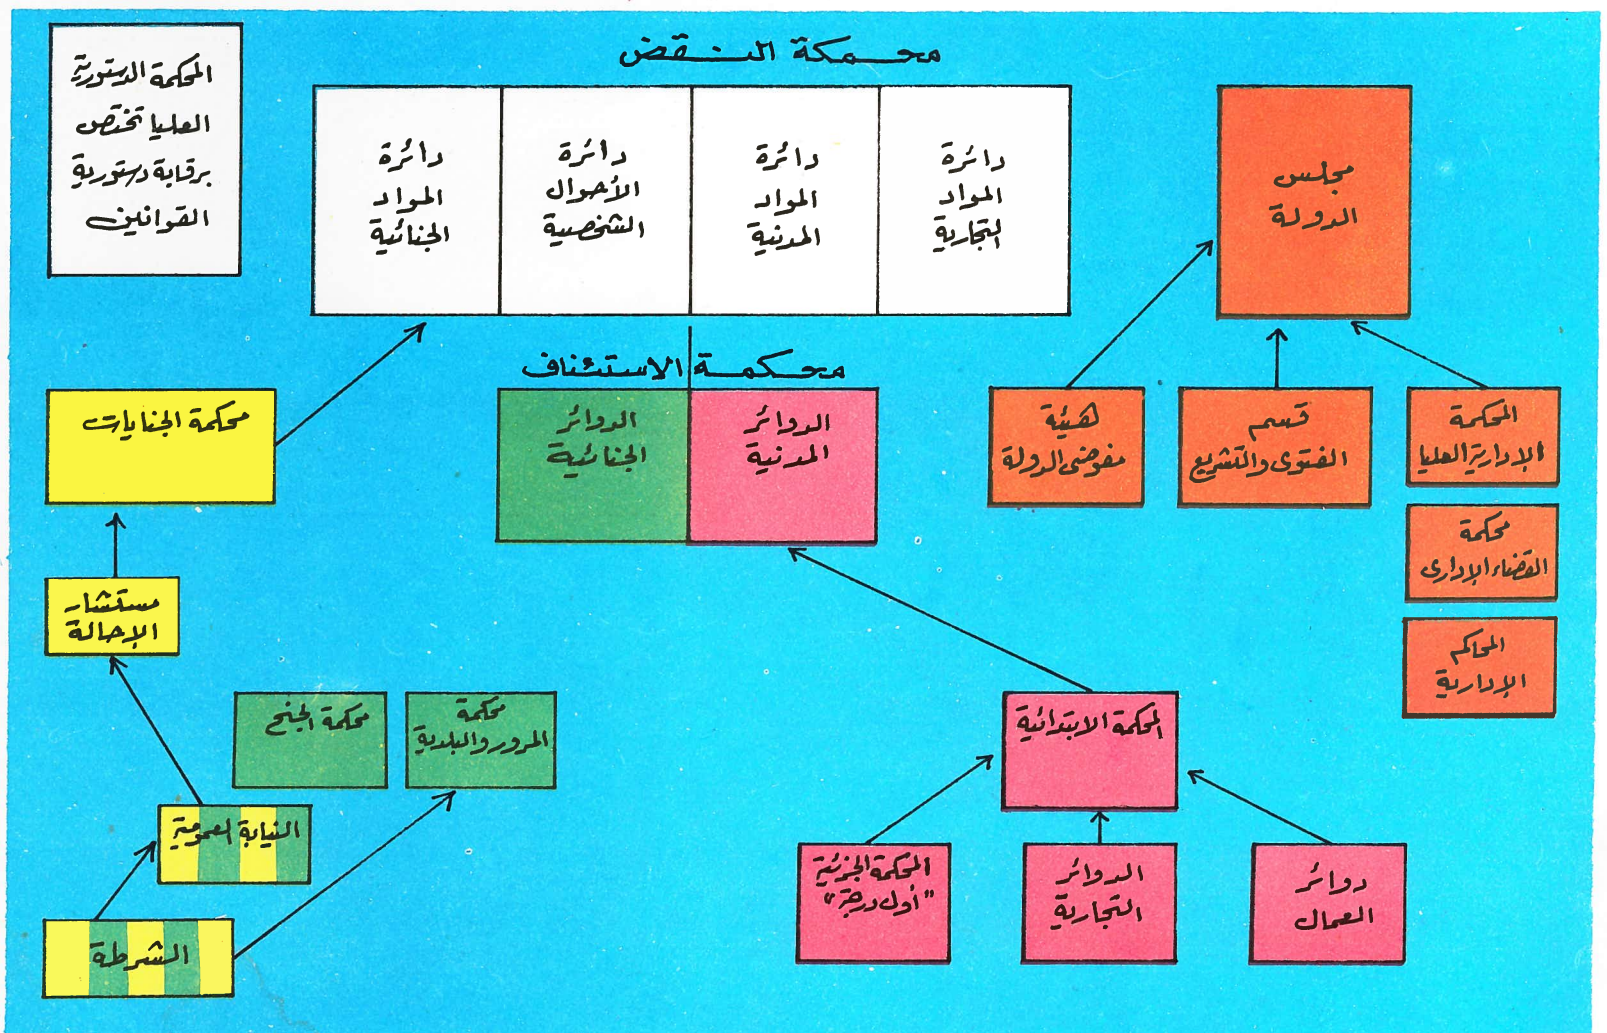 محكمة النقض
المحكمة الدستورية
العليا تختص
برقابة دستورية
القوانين
دائرة
المواد
التجارية
دائرة
المواد
المدنية
دائرة
الأحوال
الشخصية
دائرة
المواد
الجنائية
مجلس
الدولة
محكمة الاستئناف
الدوائر
المدنية
الدوائر
الجنائية
محكمة الجنايات
المحكمة
الإدارية العليا
قسم
الفتوى والتشريع
هيئة
مفوضى الدولة
محكمة
القضاء الإدارى
المحاكم
الإدارية
مستشار
الإحالة
المحكمة الابتدائية
محكمة
المرور والبلدية
محكمة الجنح
النيابة العمومية
الشرطة
دوائر
العمال
الدوائر
التجارية
المحكمة الجزئية
"أول درجة"